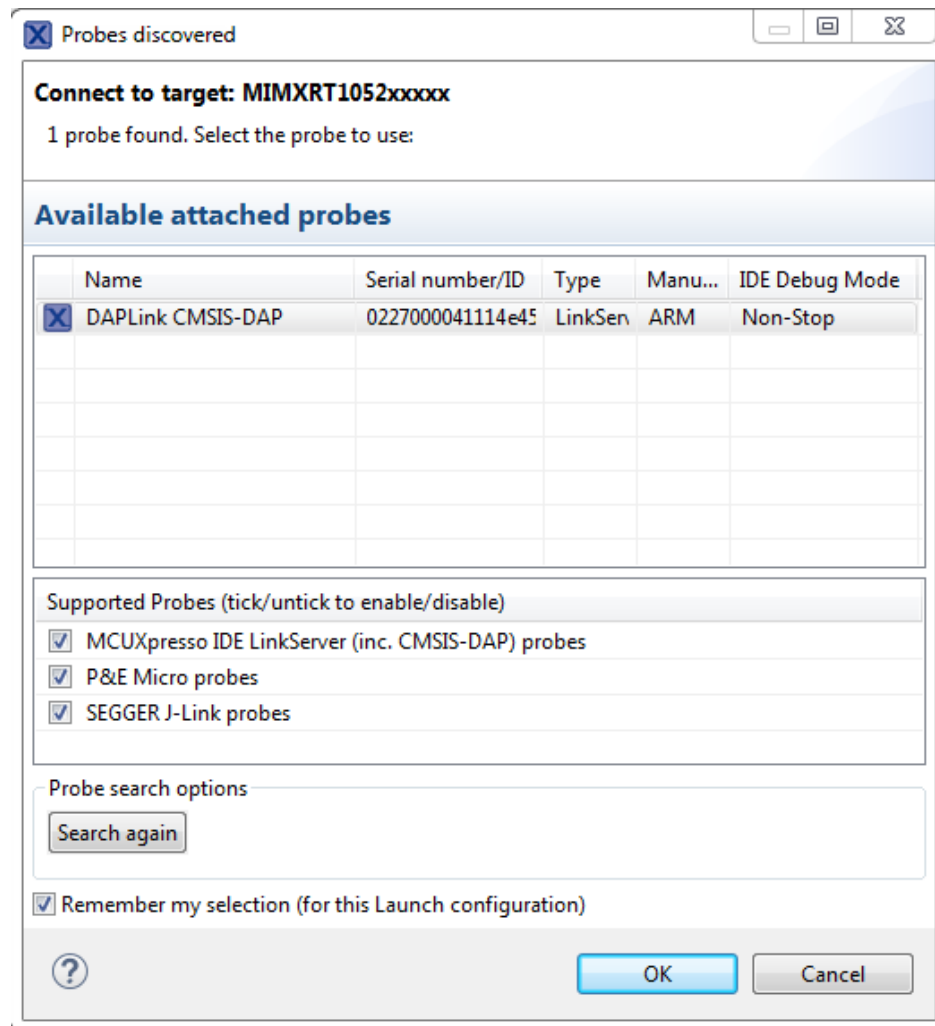 Probes discovered
Connect to target: MIMXRT1052xxxxx
1 probe found. Select the probe to use:
Available attached probes
Name Serial number/ID Type Manu... IDE Debug Mode
DAPLink CMSIS-DAP 0227000041114e45 LinkSer ARM Non-Stop
Supported Probes (tick/untick to enable/disable)
MCUXpresso IDE LinkServer (inc. CMSIS-DAP) probes
P&E Micro probes
SEGGER J-Link probes
Probe search options
Search again
Remember my selection (for this Launch configuration)
OK Cancel